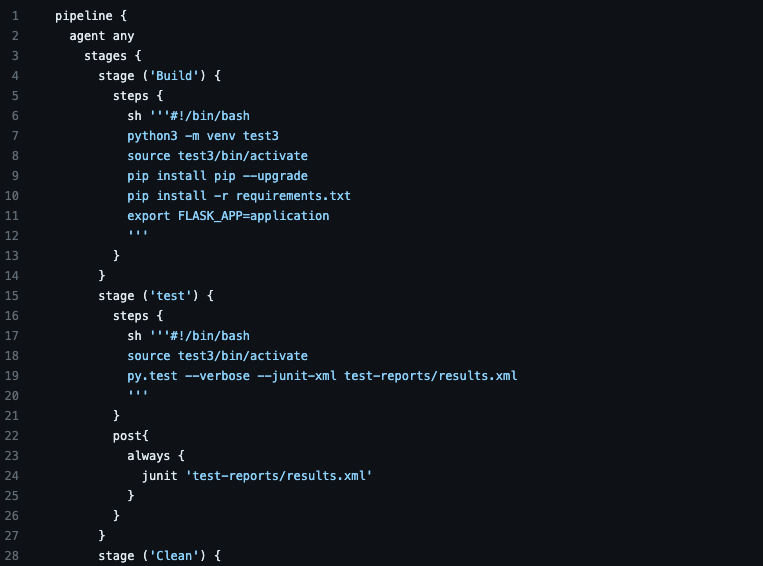 1 pipeline {
2 agent any
3 stages {
4 stage ('Build') {
5 steps {
6 sh '''#!/bin/bash
7 python3 -m venv test3
8 source test3/bin/activate
9 pip install pip --upgrade
10 pip install -r requirements.txt
11 export FLASK_APP=application
12 '''
13 }
14 }
15 stage ('test') {
16 steps {
17 sh '''#!/bin/bash
18 source test3/bin/activate
19 py.test --verbose --junit-xml test-reports/results.xml
20 '''
21 }
22 post{
23 always {
24 junit 'test-reports/results.xml'
25 }
26 }
27 }
28 stage ('Clean') {